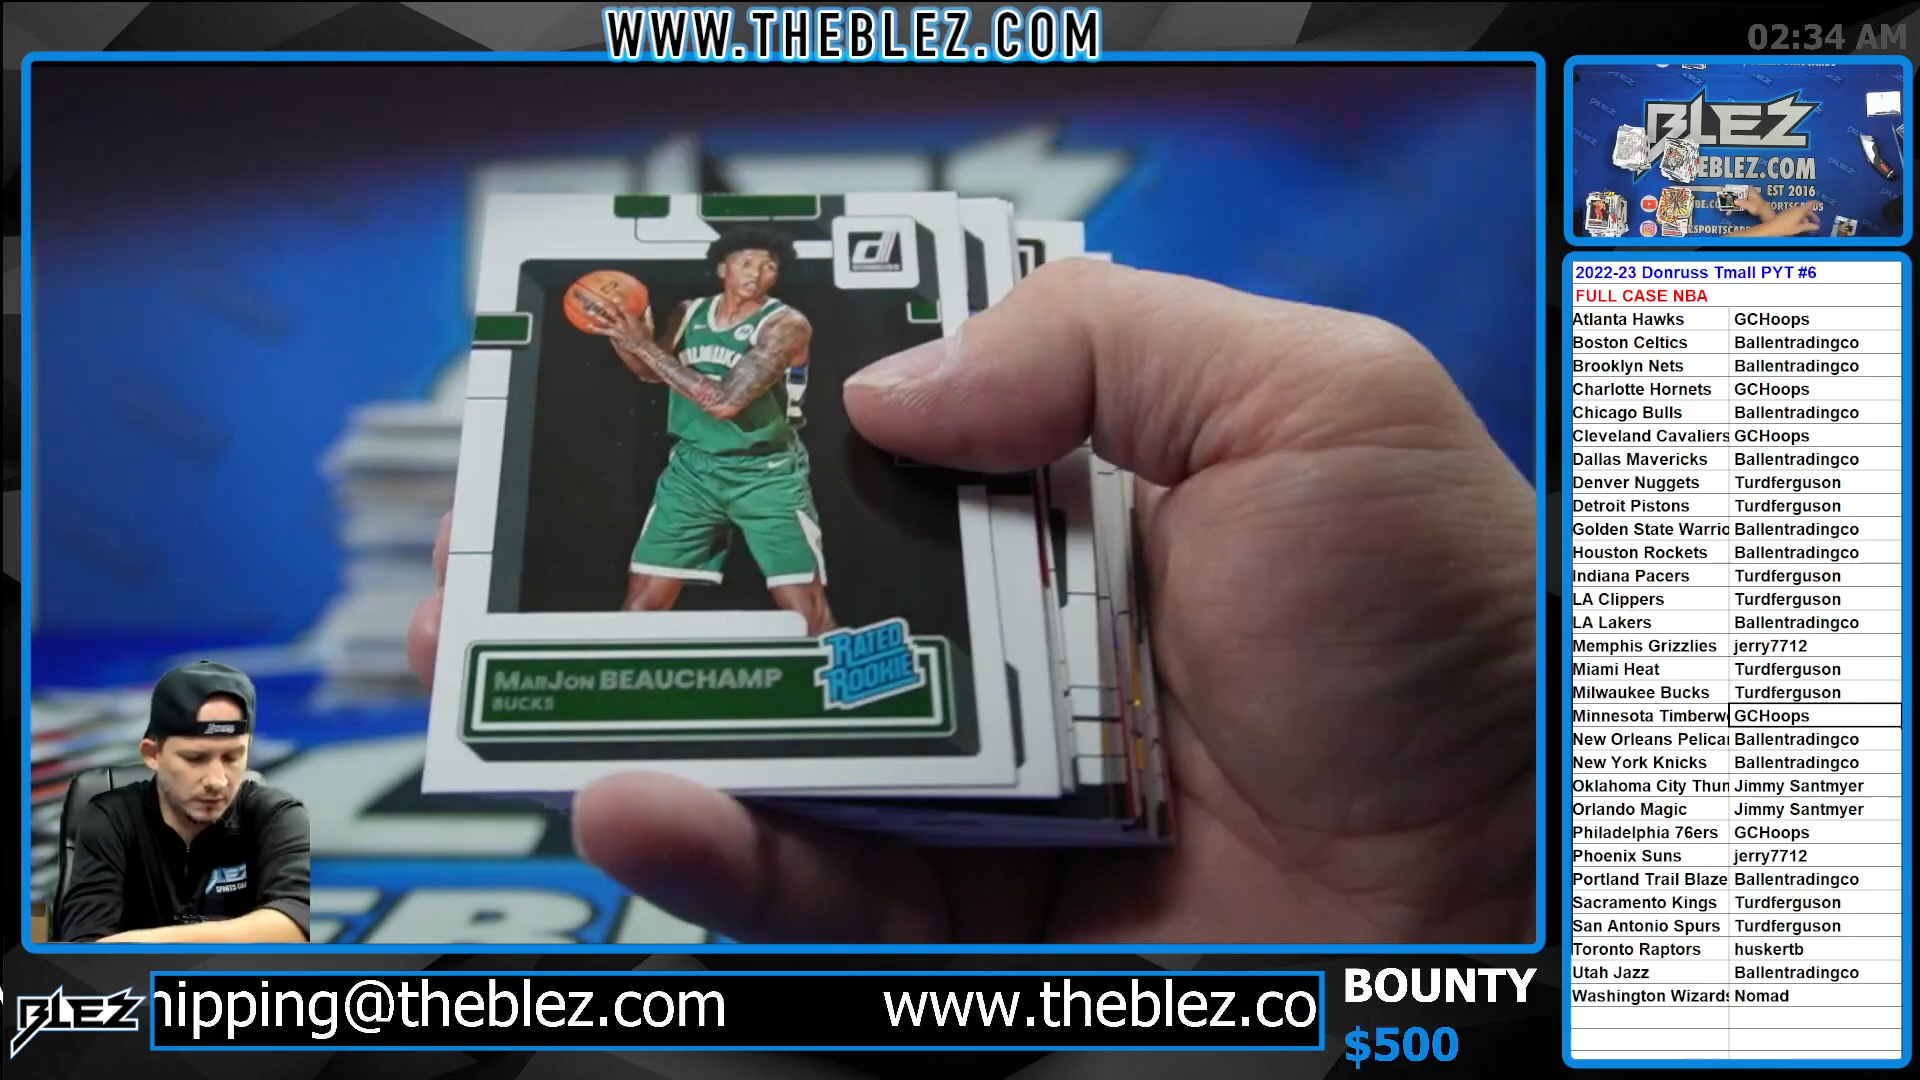 WWW.THEBLEZ.COM
02:34 AM
BLEZ
EBLEZ.COM
EST 2016
MarJon BEAUCHAMP
BUCKS
RATED
ROOKIE
2022-23 Donruss Tmall PYT #6
FULL CASE NBA
Atlanta Hawks GCHoops
Boston Celtics Ballentradingco
Brooklyn Nets Ballentradingco
Charlotte Hornets GCHoops
Chicago Bulls Ballentradingco
Cleveland Cavaliers GCHoops
Dallas Mavericks Ballentradingco
Denver Nuggets Turdferguson
Detroit Pistons Turdferguson
Golden State Warrio Ballentradingco
Houston Rockets Ballentradingco
Indiana Pacers Turdferguson
LA Clippers Turdferguson
LA Lakers Ballentradingco
Memphis Grizzlies jerry7712
Miami Heat Turdferguson
Milwaukee Bucks Turdferguson
Minnesota Timberw GCHoops
New Orleans Pelica Ballentradingco
New York Knicks Ballentradingco
Oklahoma City Thun Jimmy Santmyer
Orlando Magic Jimmy Santmyer
Philadelphia 76ers GCHoops
Phoenix Suns jerry7712
Portland Trail Blaze Ballentradingco
Sacramento Kings Turdferguson
San Antonio Spurs Turdferguson
Toronto Raptors huskertb
Utah Jazz Ballentradingco
Washington Wizards Nomad
BLEZ
hipping@theblez.com www.theblez.co
BOUNTY
$500